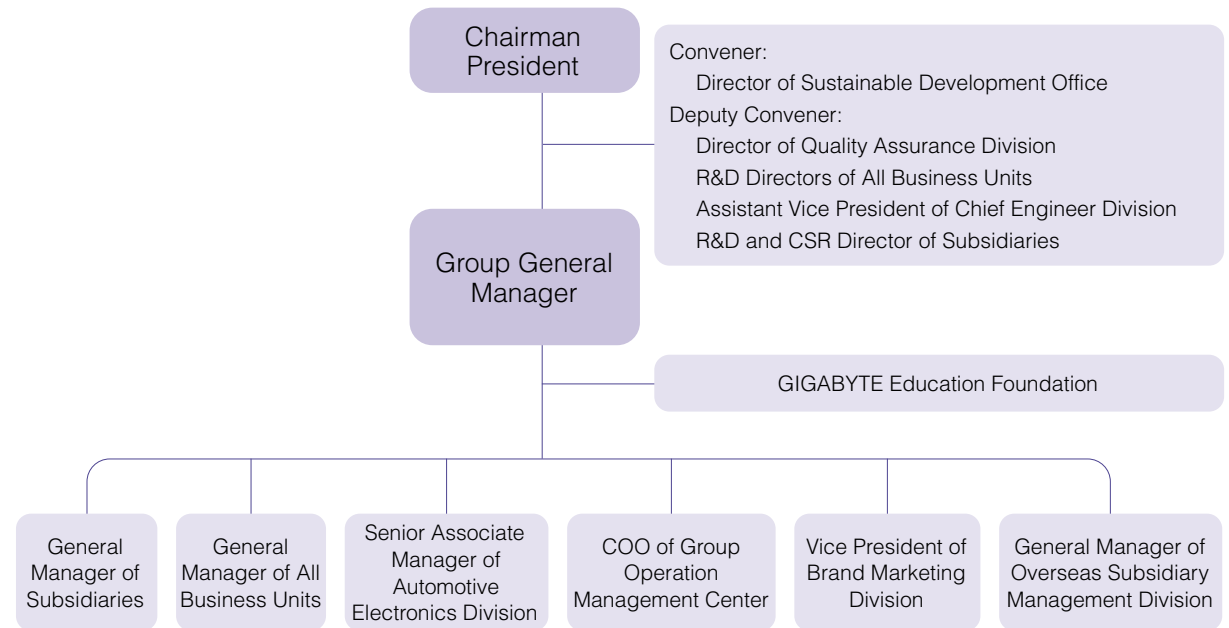 Chairman
President
Convener:
Director of Sustainable Development Office
Deputy Convener:
Director of Quality Assurance Division
R&D Directors of All Business Units
Assistant Vice President of Chief Engineer Division
R&D and CSR Director of Subsidiaries
Group General
Manager
GIGABYTE Education Foundation
General
Manager of
Subsidiaries
General
Manager of All
Business Units
Senior Associate
Manager of
Automotive
Electronics Division
COO of Group
Operation
Management Center
Vice President of
Brand Marketing
Division
General Manager of
Overseas Subsidiary
Management Division